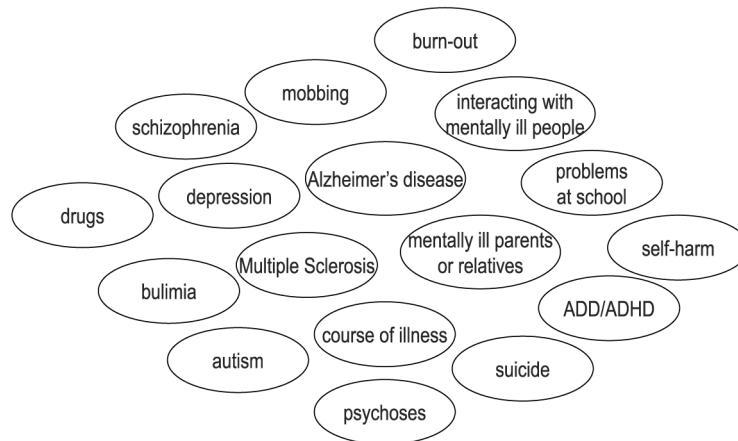 burn-out
mobbing
interacting with
mentally ill people
schizophrenia
Alzheimer's disease
problems
at school
depression
drugs
mentally ill parents
or relatives
self-harm
Multiple Sclerosis
bulimia
ADD/ADHD
course of illness
autism
suicide
psychoses